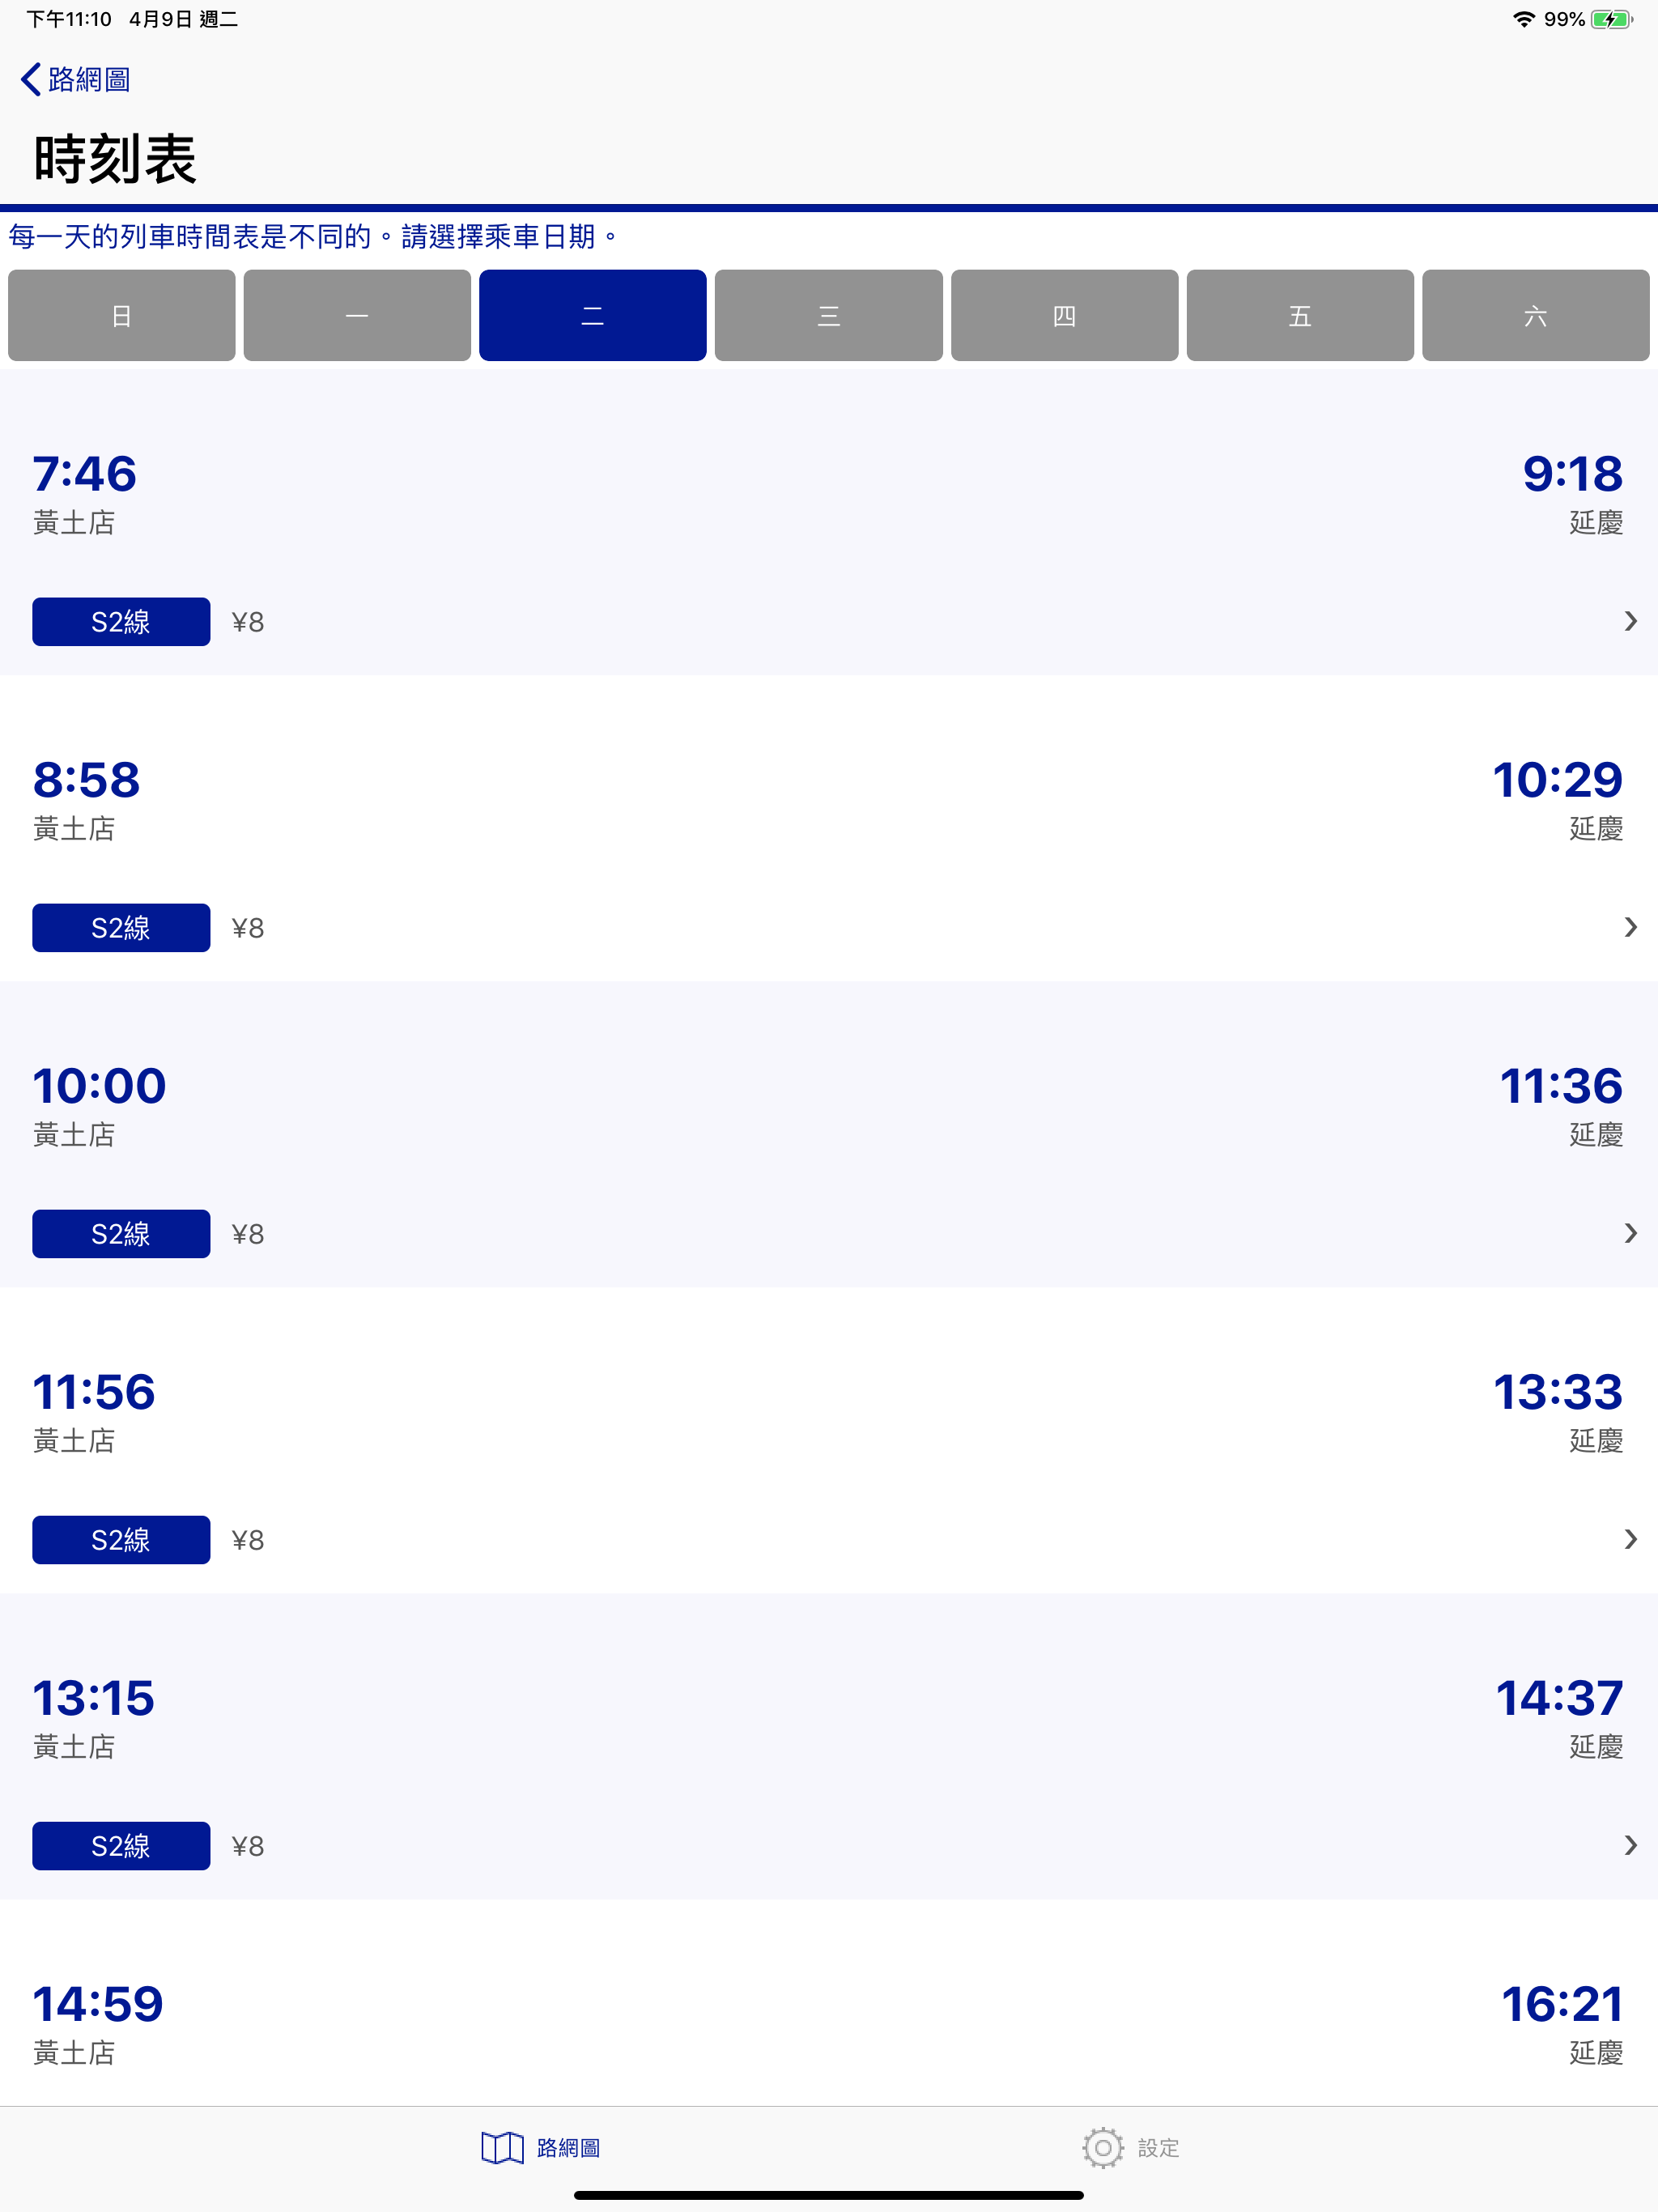 下午11:10 4月9日 週二 99%
路網圖
時刻表
每一天的列車時間表是不同的。請選擇乘車日期。
日 一 二 三 四 五 六
7:46 9:18
黃土店 延慶
S2線 ¥8
8:58 10:29
黃土店 延慶
S2線 ¥8
10:00 11:36
黃土店 延慶
S2線 ¥8
11:56 13:33
黃土店 延慶
S2線 ¥8
13:15 14:37
黃土店 延慶
S2線 ¥8
14:59 16:21
黃土店 延慶
路網圖 設定